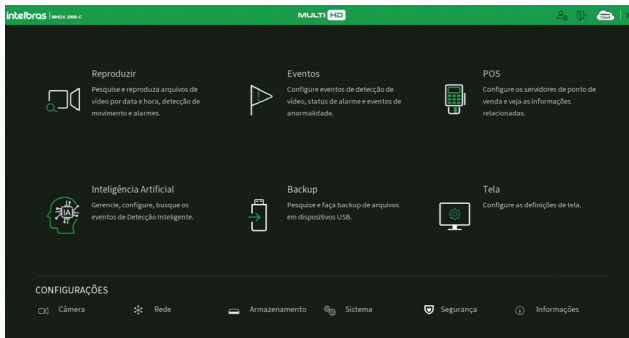 intelbras MHDX 3008-C
MULTI HD
Reproduzir
Pesquise e reproduza arquivos de
vídeo por data e hora, detecção de
movimento e alarmes.
Eventos
Configure eventos de detecção de
vídeo, status de alarme e eventos de
anormalidade.
POS
Configure os servidores de ponto de
venda e veja as informações
relacionadas.
IA
Inteligência Artificial
Gerencie, configure, busque os
eventos de Detecção Inteligente.
Backup
Pesquise e faça backup de arquivos
em dispositivos USB.
Tela
Configure as definições de tela.
CONFIGURAÇÕES
Câmera
Rede
Armazenamento
Sistema
Segurança
Informações